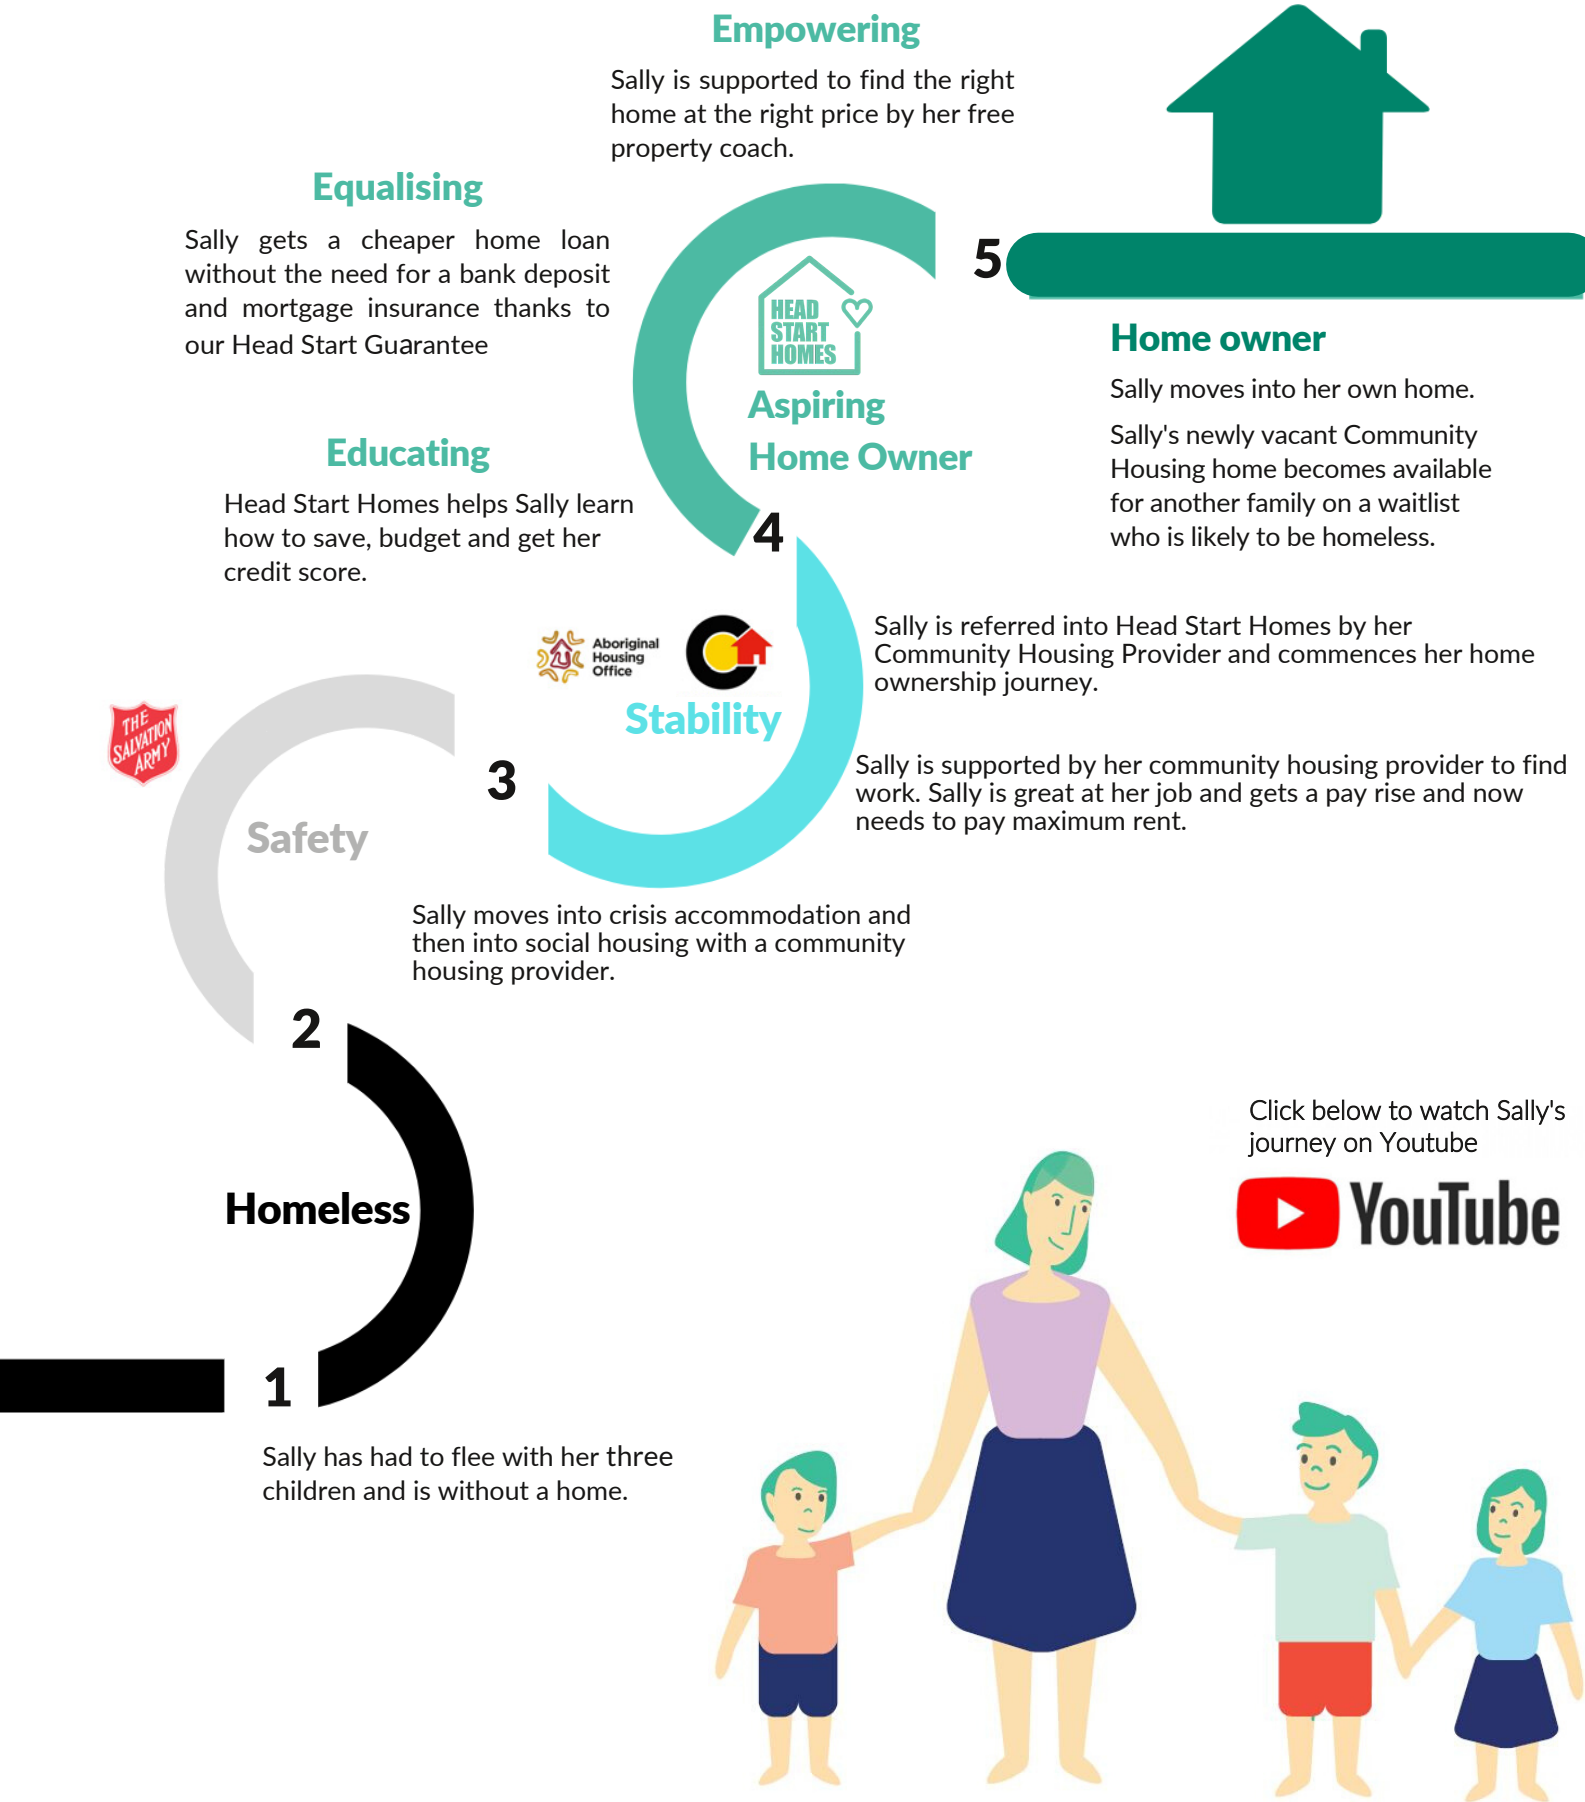 Empowering
Sally is supported to find the right
home at the right price by her free
property coach.
Equalising
Sally gets a cheaper home loan
without the need for a bank deposit
and mortgage insurance thanks to
our Head Start Guarantee
5
HEAD
START
HOMES
Aspiring
Home Owner
Home owner
Sally moves into her own home.
Sally's newly vacant Community
Housing home becomes available
for another family on a waitlist
who is likely to be homeless.
Educating
Head Start Homes helps Sally learn
how to save, budget and get her
credit score.
4
Aboriginal
Housing
Office
Stability
Sally is referred into Head Start Homes by her
Community Housing Provider and commences her home
ownership journey.
THE
SALVATION
ARMY
3
Sally is supported by her community housing provider to find
work. Sally is great at her job and gets a pay rise and now
needs to pay maximum rent.
Safety
Sally moves into crisis accommodation and
then into social housing with a community
housing provider.
2
Homeless
Click below to watch Sally's
journey on Youtube
YouTube
1
Sally has had to flee with her three
children and is without a home.